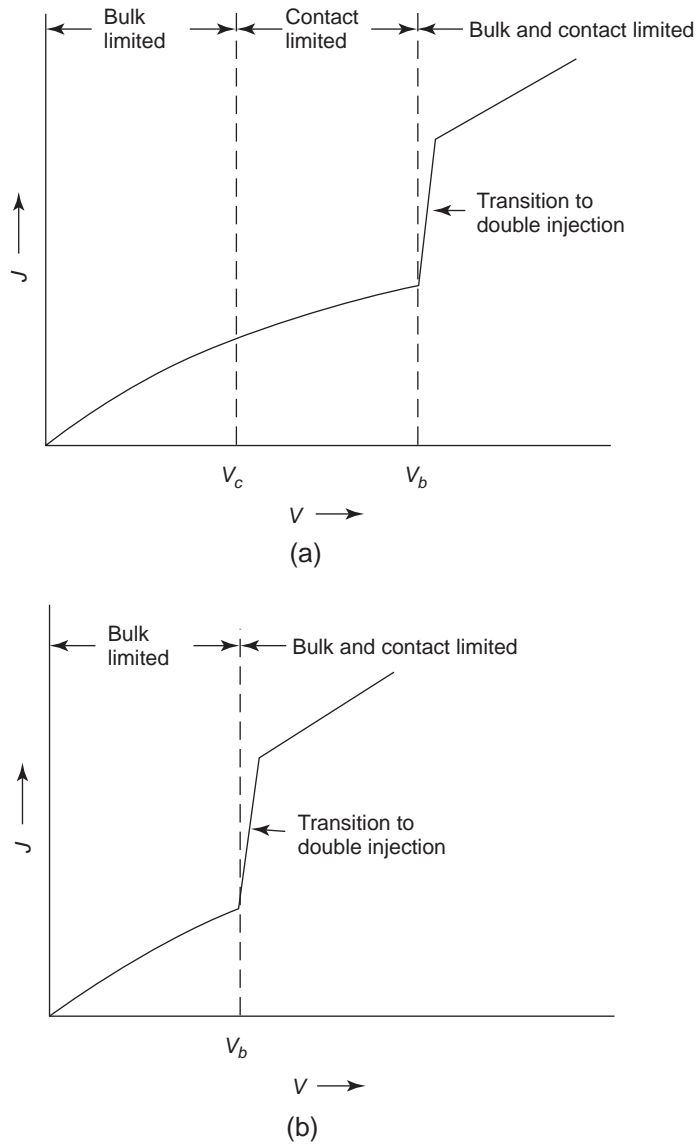 Bulk
limited
Contact
limited
Bulk and contact limited
Transition to
double injection
J
V_c
V_b
V
(a)
Bulk
limited
Bulk and contact limited
Transition to
double injection
J
V_b
V
(b)